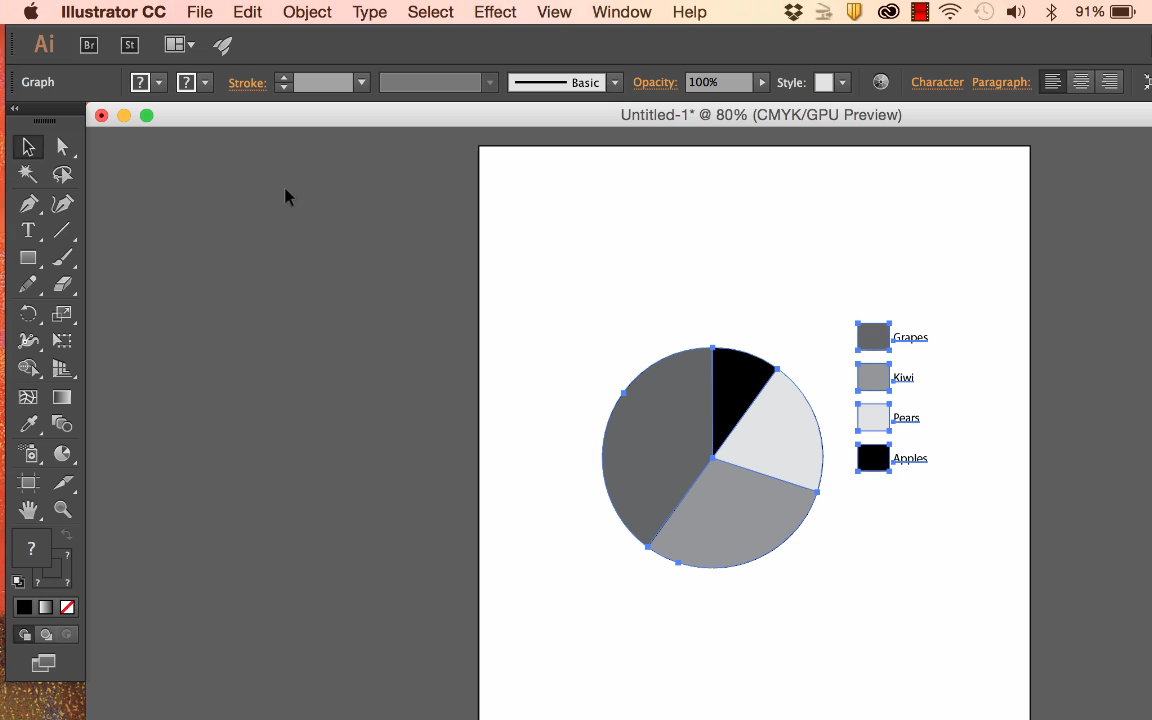 Illustrator CC File Edit Object Type Select Effect View Window Help 91%
Ai Br St
Graph ? ? Stroke: Basic Opacity: 100% Style: Character Paragraph:
Untitled-1* @ 80% (CMYK/GPU Preview)
T
Grapes
Kiwi
Pears
Apples
?
?
? ?